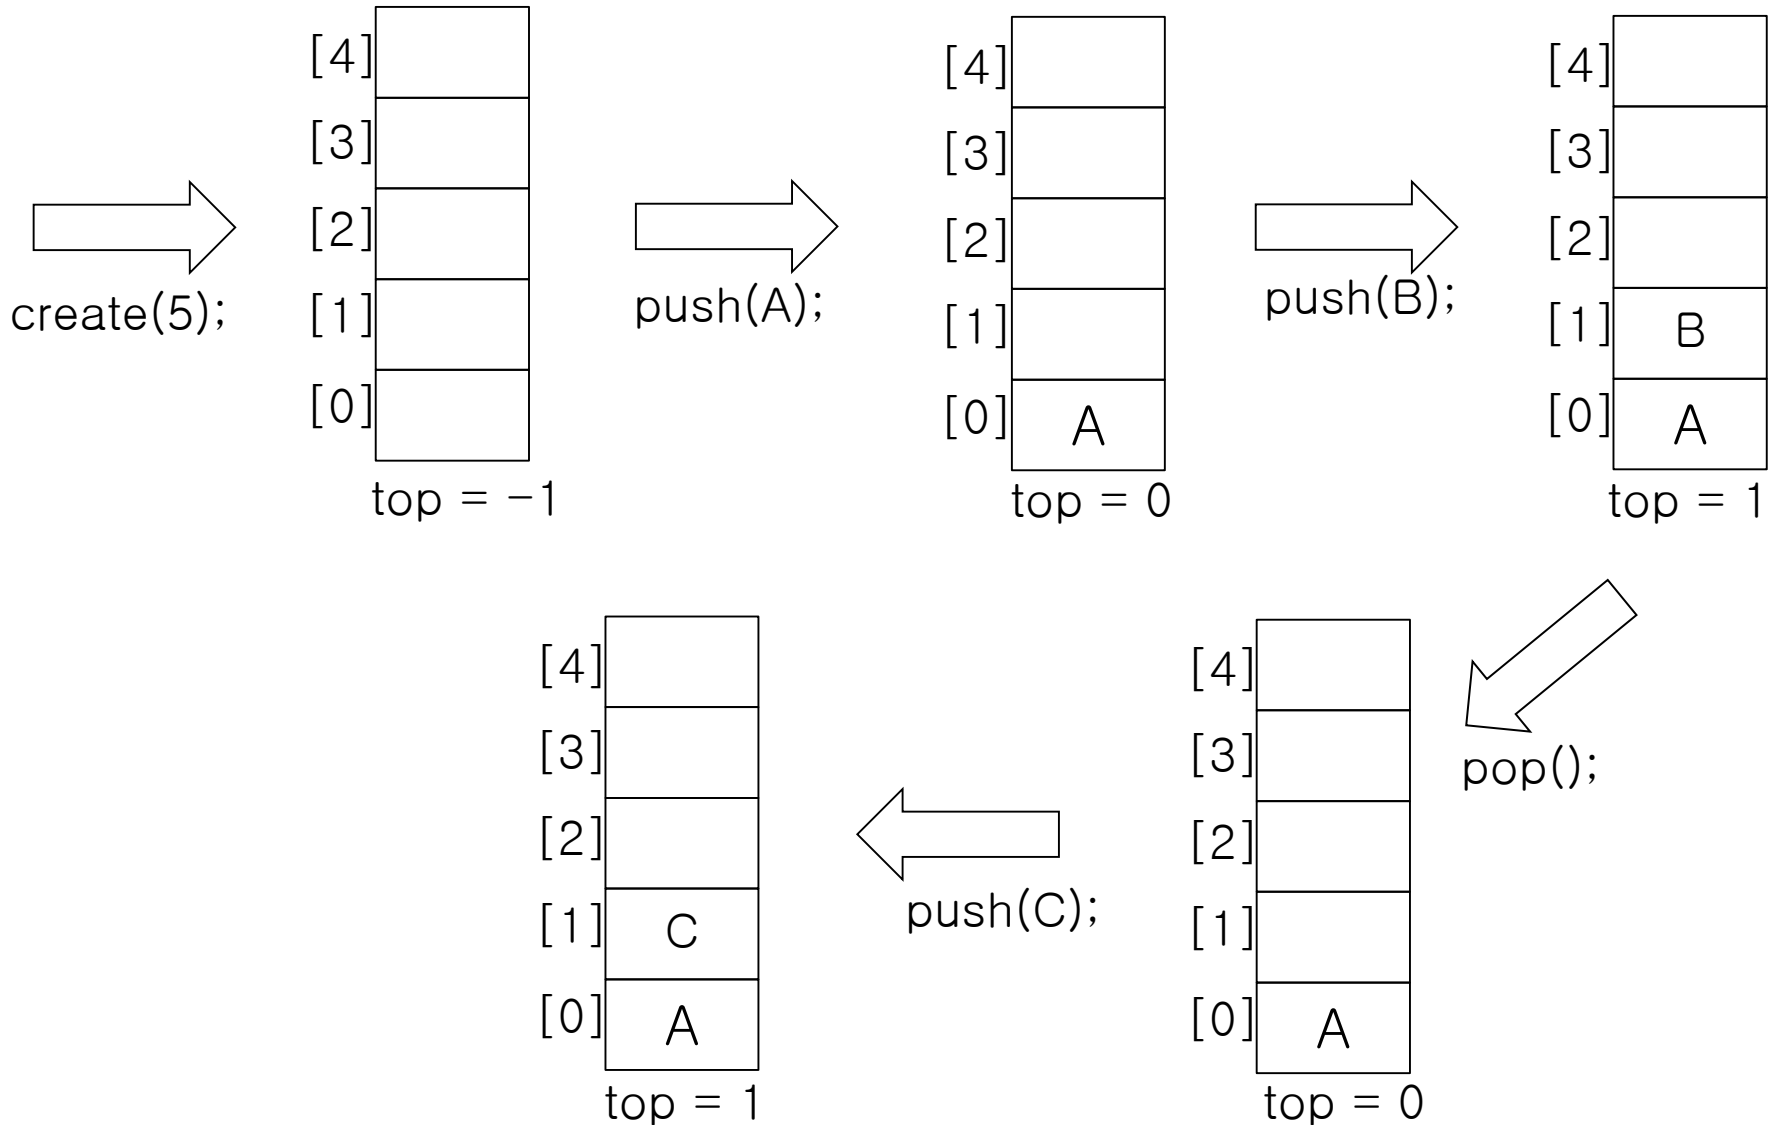 create(5);
[4]
[3]
[2]
[1]
[0]
top = -1
push(A);
[4]
[3]
[2]
[1]
[0] A
top = 0
push(B);
[4]
[3]
[2]
[1] B
[0] A
top = 1
pop();
[4]
[3]
[2]
[1]
[0] A
top = 0
push(C);
[4]
[3]
[2]
[1] C
[0] A
top = 1